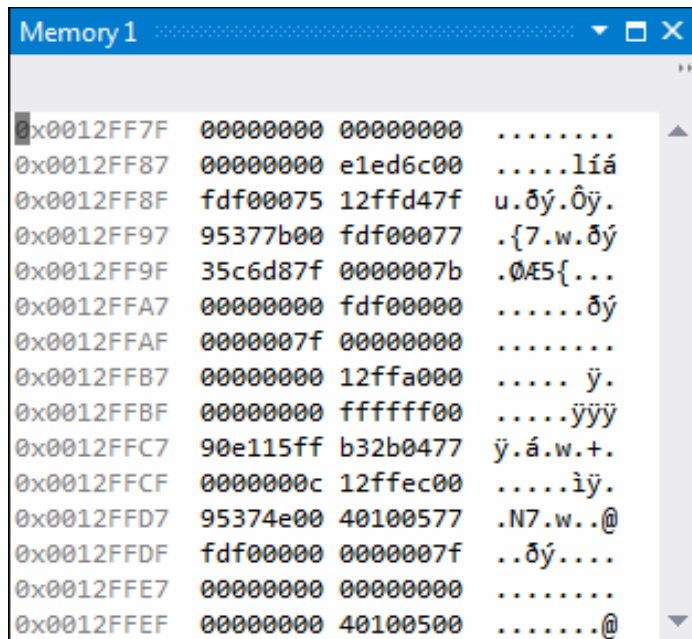 Memory 1
0x0012FF7F 00000000 00000000 ........
0x0012FF87 00000000 e1ed6c00 .....líá
0x0012FF8F fdf00075 12ffd47f u.ðý.Ôÿ.
0x0012FF97 95377b00 fdf00077 .{7.w.ðý
0x0012FF9F 35c6d87f 0000007b .ØÆ5{...
0x0012FFA7 00000000 fdf00000 ......ðý
0x0012FFAF 0000007f 00000000 ........
0x0012FFB7 00000000 12ffa000 ..... ÿ.
0x0012FFBF 00000000 ffffff00 .....ÿÿÿ
0x0012FFC7 90e115ff b32b0477 ÿ.á.w.+.
0x0012FFCF 0000000c 12ffec00 .....ìÿ.
0x0012FFD7 95374e00 40100577 .N7.w..@
0x0012FFDF fdf00000 0000007f ..ðý....
0x0012FFE7 00000000 00000000 ........
0x0012FFEF 00000000 40100500 .......@